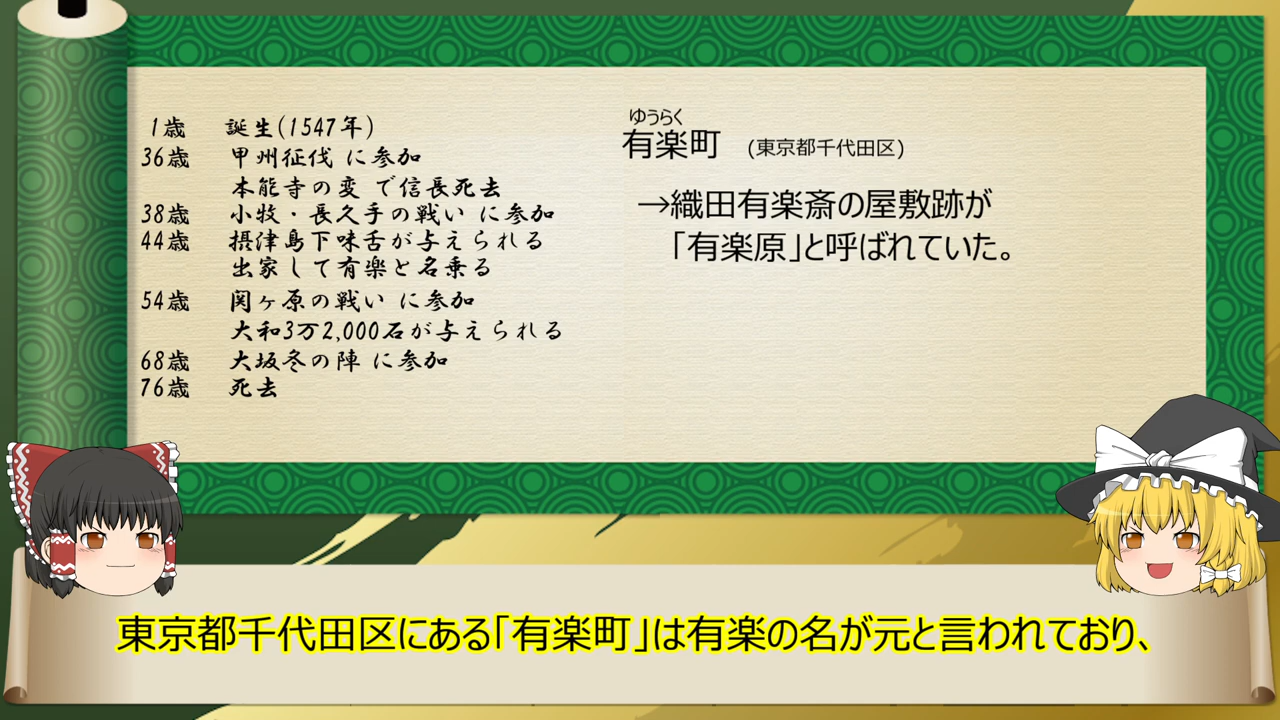 1歳 誕生(1547年)
36歳 甲州征伐 に参加
本能寺の変 で信長死去
38歳 小牧・長久手の戦い に参加
44歳 摂津島下味舌が与えられる
出家して有楽と名乗る
54歳 関ヶ原の戦い に参加
大和3万2,000石が与えられる
68歳 大坂冬の陣 に参加
76歳 死去
ゆうらく
有楽町 (東京都千代田区)
→織田有楽斎の屋敷跡が
「有楽原」と呼ばれていた。
東京都千代田区にある「有楽町」は有楽の名が元と言われており、